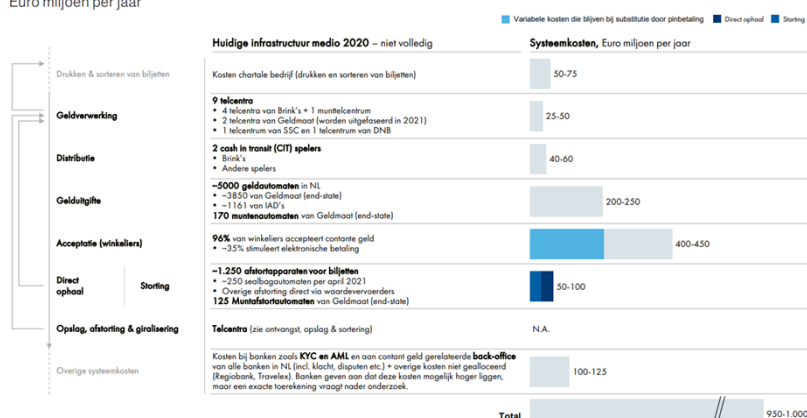 Euro miljoen per jaar
Variabele kosten die blijven bij substitutie door pinbetaling
Direct ophaal
Storting
Huidige infrastructuur medio 2020 – niet volledig
Systeemkosten, Euro miljoen per jaar
Drukken & sorteren van biljetten
Kosten chartale bedrijf (drukken en sorteren van biljetten)
50-75
Geldverwerking
9 telcentra
• 4 telcentra van Brink's + 1 munttelcentrum
• 2 telcentra van Geldmaat (worden uitgefaseerd in 2021)
• 1 telcentrum van SSC en 1 telcentrum van DNB
25-50
Distributie
2 cash in transit (CIT) spelers
• Brink's
• Andere spelers
40-60
Gelduitgifte
~5000 geldautomaten in NL
• ~3850 van Geldmaat (end-state)
• ~1161 van IAD's
170 muntenautomaten van Geldmaat (end-state)
200-250
Acceptatie (winkeliers)
96% van winkeliers accepteert contante geld
• ~35% stimuleert elektronische betaling
400-450
Direct
ophaal
Storting
~1.250 afstortapparaten voor biljetten
• ~250 sealbagautomaten per april 2021
• Overige afstorting direct via waardevervoerders
125 Muntafstortautomaten van Geldmaat (end-state)
50-100
Opslag, afstorting & giralisering
Telcentra (zie ontvangst, opslag & sortering)
N.A.
Overige systeemkosten
Kosten bij banken zoals KYC en AML en aan contant geld gerelateerde back-office
van alle banken in NL (incl. klacht, disputen etc.) + overige kosten niet gealloceerd
(Regiobank, Travelex). Banken geven aan dat deze kosten mogelijk hoger liggen,
maar een exacte toerekening vraagt nader onderzoek.
100-125
Total
950-1.000